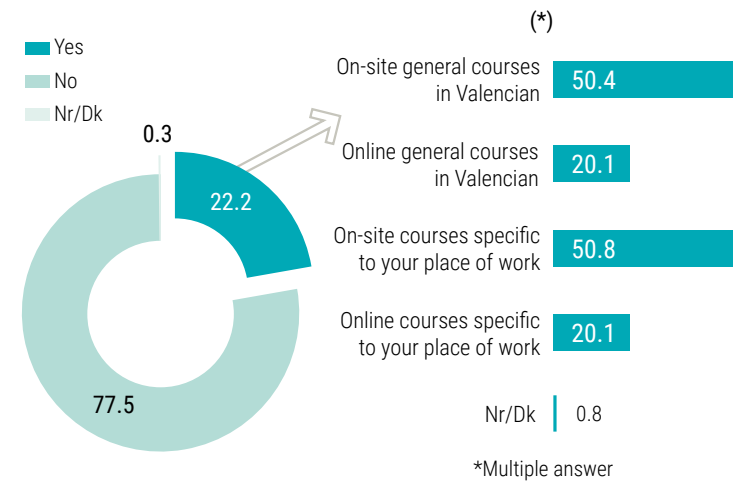 (*)
Yes
No
Nr/Dk
0.3
22.2
77.5
On-site general courses
in Valencian
50.4
Online general courses
in Valencian
20.1
On-site courses specific
to your place of work
50.8
Online courses specific
to your place of work
20.1
Nr/Dk
0.8
*Multiple answer